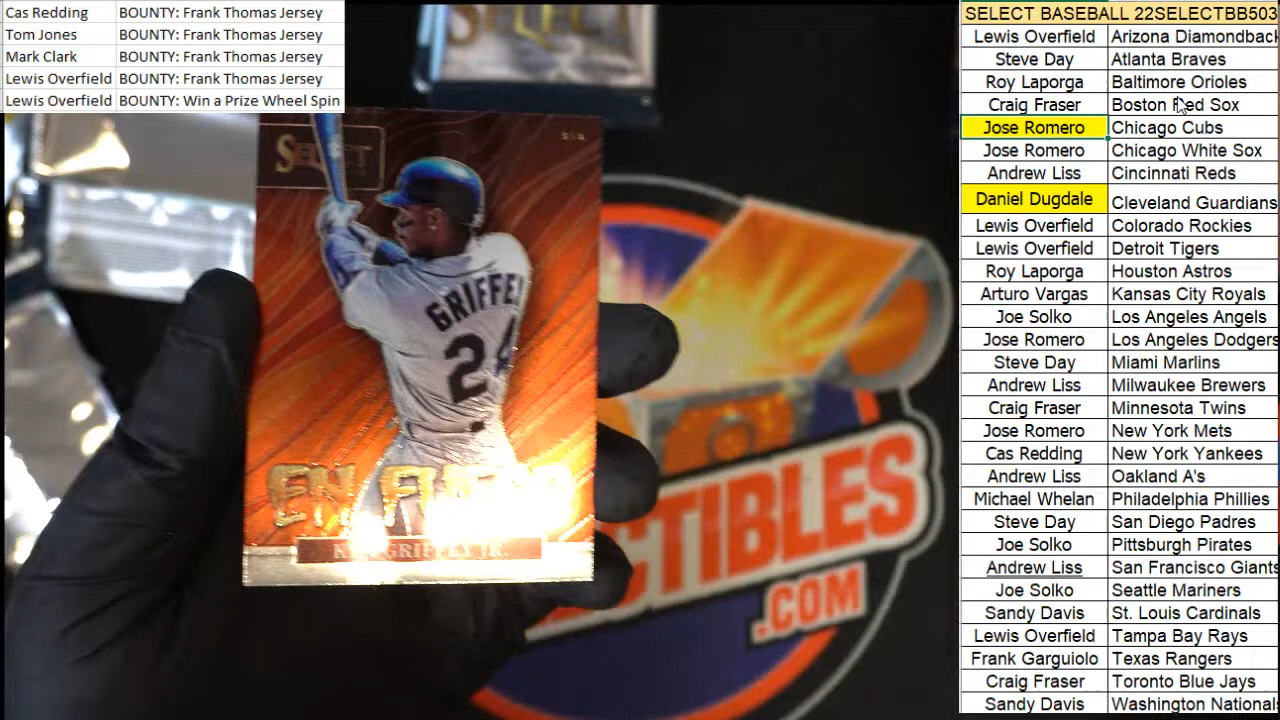 Cas Redding BOUNTY: Frank Thomas Jersey
Tom Jones BOUNTY: Frank Thomas Jersey
Mark Clark BOUNTY: Frank Thomas Jersey
Lewis Overfield BOUNTY: Frank Thomas Jersey
Lewis Overfield BOUNTY: Win a Prize Wheel Spin
SELECT
SELECT
GRIFFEY
24
EN FUEGO
KEN GRIFFEY JR.
CTIBLES
.COM
SELECT BASEBALL 22SELECTBB503
Lewis Overfield Arizona Diamondback
Steve Day Atlanta Braves
Roy Laporga Baltimore Orioles
Craig Fraser Boston Red Sox
Jose Romero Chicago Cubs
Jose Romero Chicago White Sox
Andrew Liss Cincinnati Reds
Daniel Dugdale Cleveland Guardians
Lewis Overfield Colorado Rockies
Lewis Overfield Detroit Tigers
Roy Laporga Houston Astros
Arturo Vargas Kansas City Royals
Joe Solko Los Angeles Angels
Jose Romero Los Angeles Dodgers
Steve Day Miami Marlins
Andrew Liss Milwaukee Brewers
Craig Fraser Minnesota Twins
Jose Romero New York Mets
Cas Redding New York Yankees
Andrew Liss Oakland A's
Michael Whelan Philadelphia Phillies
Steve Day San Diego Padres
Joe Solko Pittsburgh Pirates
Andrew Liss San Francisco Giants
Joe Solko Seattle Mariners
Sandy Davis St. Louis Cardinals
Lewis Overfield Tampa Bay Rays
Frank Garguiolo Texas Rangers
Craig Fraser Toronto Blue Jays
Sandy Davis Washington National